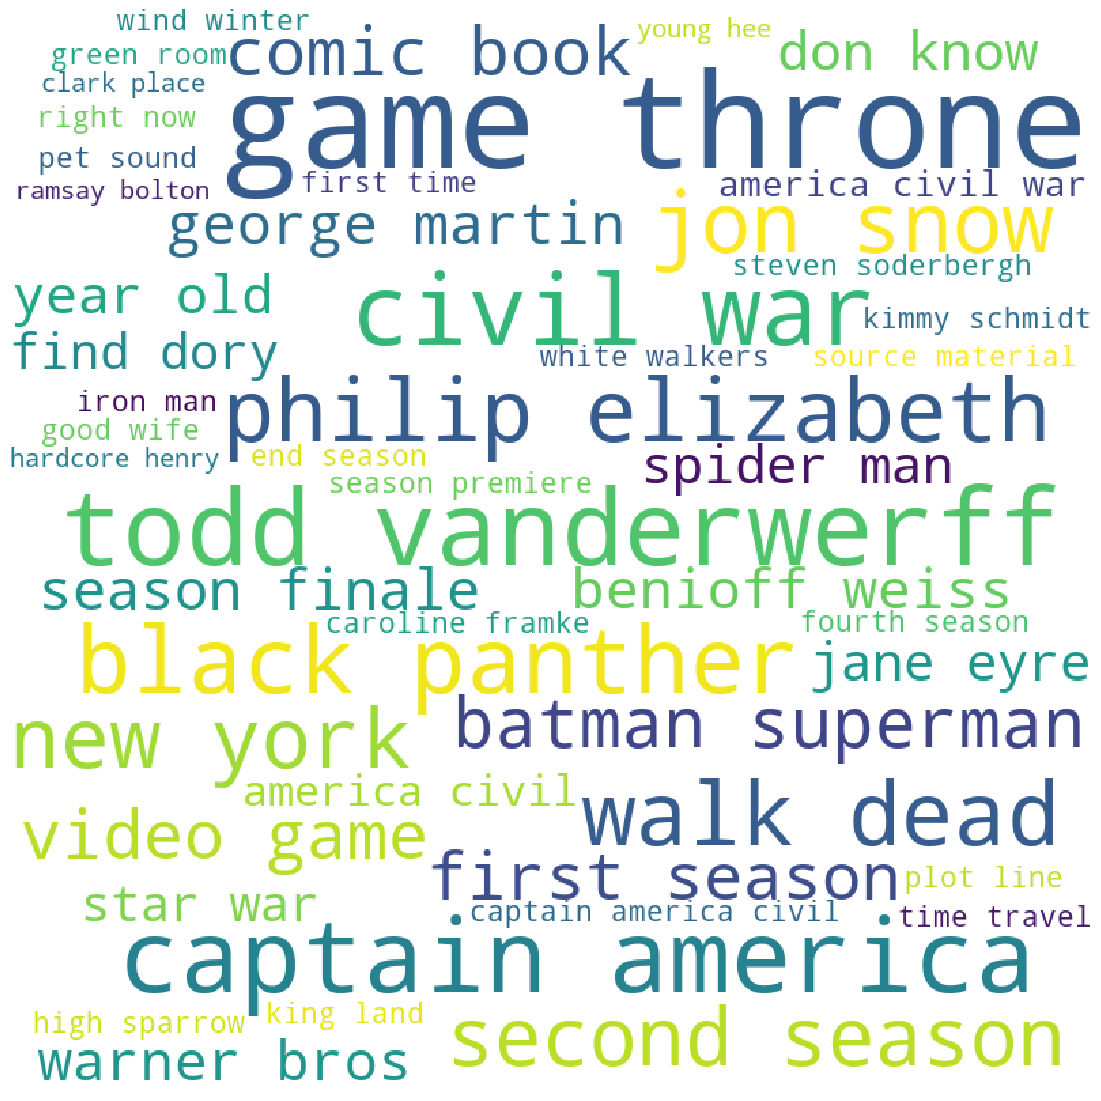 wind winter
young hee
green room
comic book
don know
clark place
game throne
right now
pet sound
ramsay bolton
first time
america civil war
george martin
jon snow
steven soderbergh
year old
civil war
kimmy schmidt
find dory
white walkers
source material
iron man
philip elizabeth
good wife
hardcore henry
end season
spider man
season premiere
todd vanderwerff
season finale
benioff weiss
caroline framke
fourth season
black panther
jane eyre
new york
batman superman
america civil
walk dead
video game
first season
plot line
star war
captain america civil
time travel
captain america
high sparrow
king land
second season
warner bros